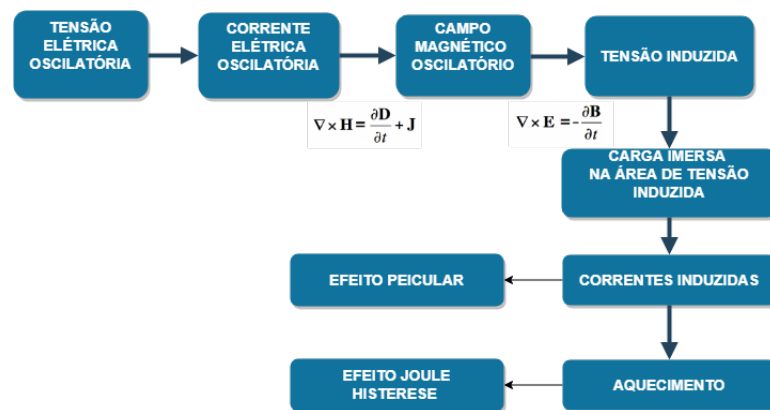 TENSÃO
ELÉTRICA
OSCILATÓRIA
CORRENTE
ELÉTRICA
OSCILATÓRIA
CAMPO
MAGNÉTICO
OSCILATÓRIO
TENSÃO INDUZIDA
∇ × H = ∂D/∂t + J
∇ × E = -∂B/∂t
CARGA IMERSA
NA ÁREA DE TENSÃO
INDUZIDA
EFEITO PEICULAR
CORRENTES INDUZIDAS
EFEITO JOULE
HISTERESE
AQUECIMENTO